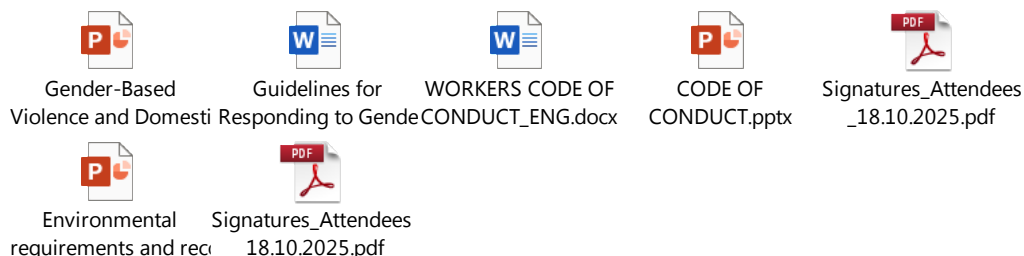 Gender-Based
Violence and Domesti
Guidelines for
Responding to Gende
WORKERS CODE OF
CONDUCT_ENG.docx
CODE OF
CONDUCT.pptx
PDF
Signatures_Attendees
_18.10.2025.pdf
Environmental
requirements and rec
PDF
Signatures_Attendees
18.10.2025.pdf
P
W
W
P
P